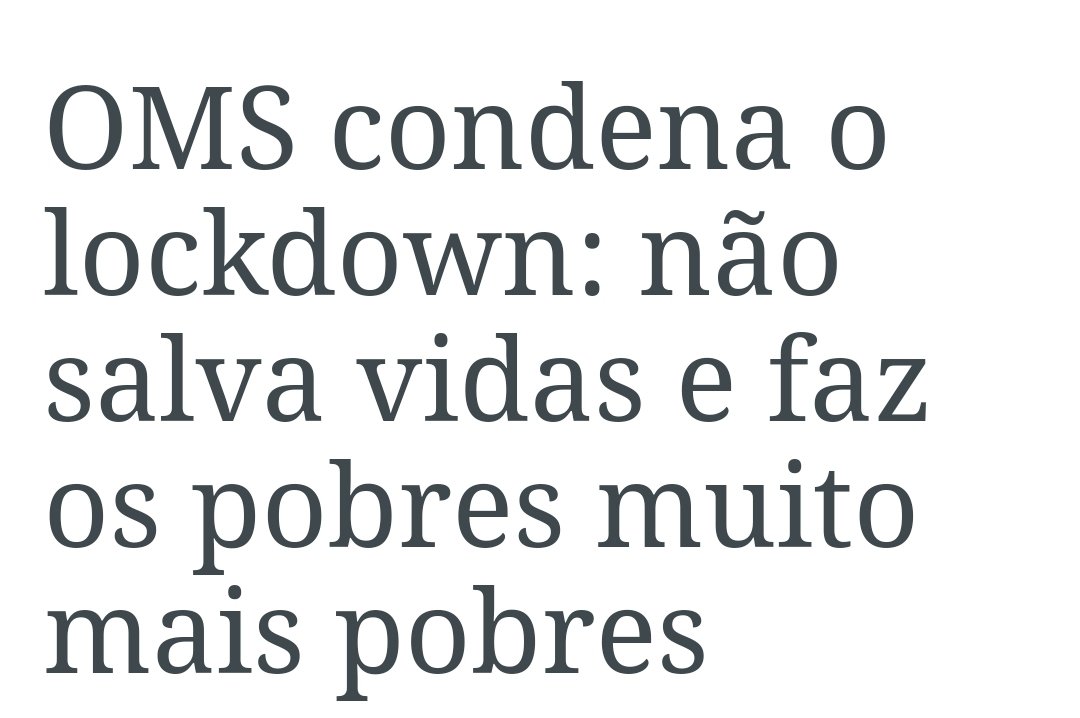 OMS condena o
lockdown: não
salva vidas e faz
os pobres muito
mais pobres